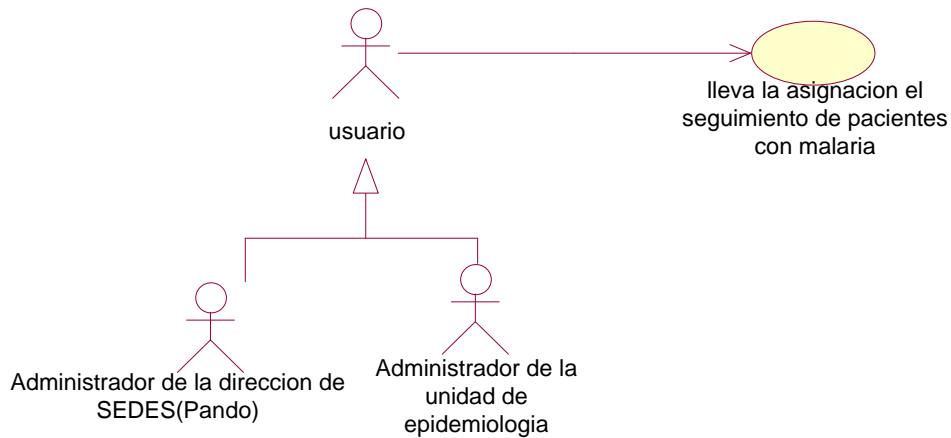 lleva la asignacion el
seguimiento de pacientes
con malaria
usuario
Administrador de la direccion de
SEDES(Pando)
Administrador de la
unidad de
epidemiologia